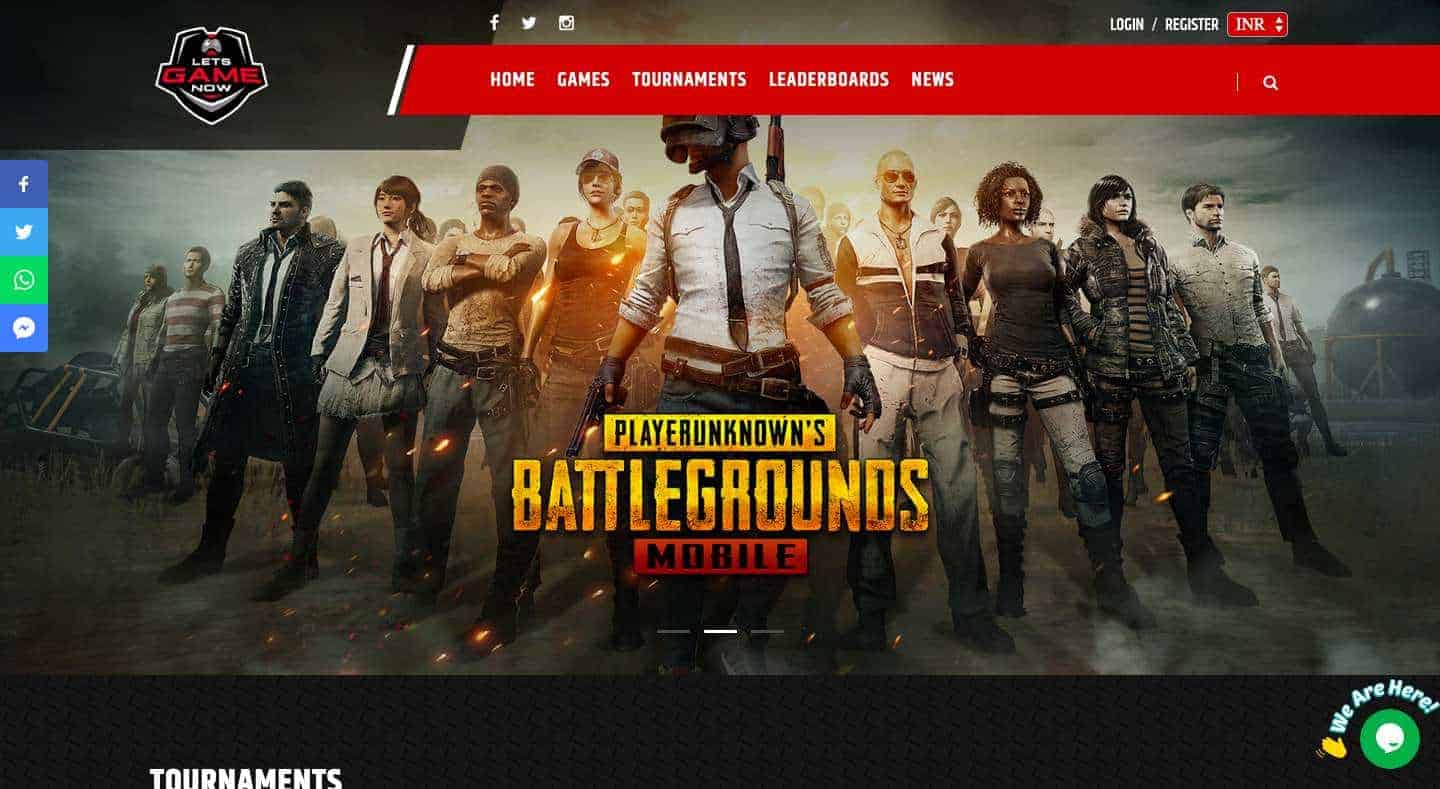 LOGIN / REGISTER INR
LETS
GAME
NOW
HOME GAMES TOURNAMENTS LEADERBOARDS NEWS
PLAYERUNKNOWN'S
BATTLEGROUNDS
MOBILE
We Are Here!
TOURNAMENTS